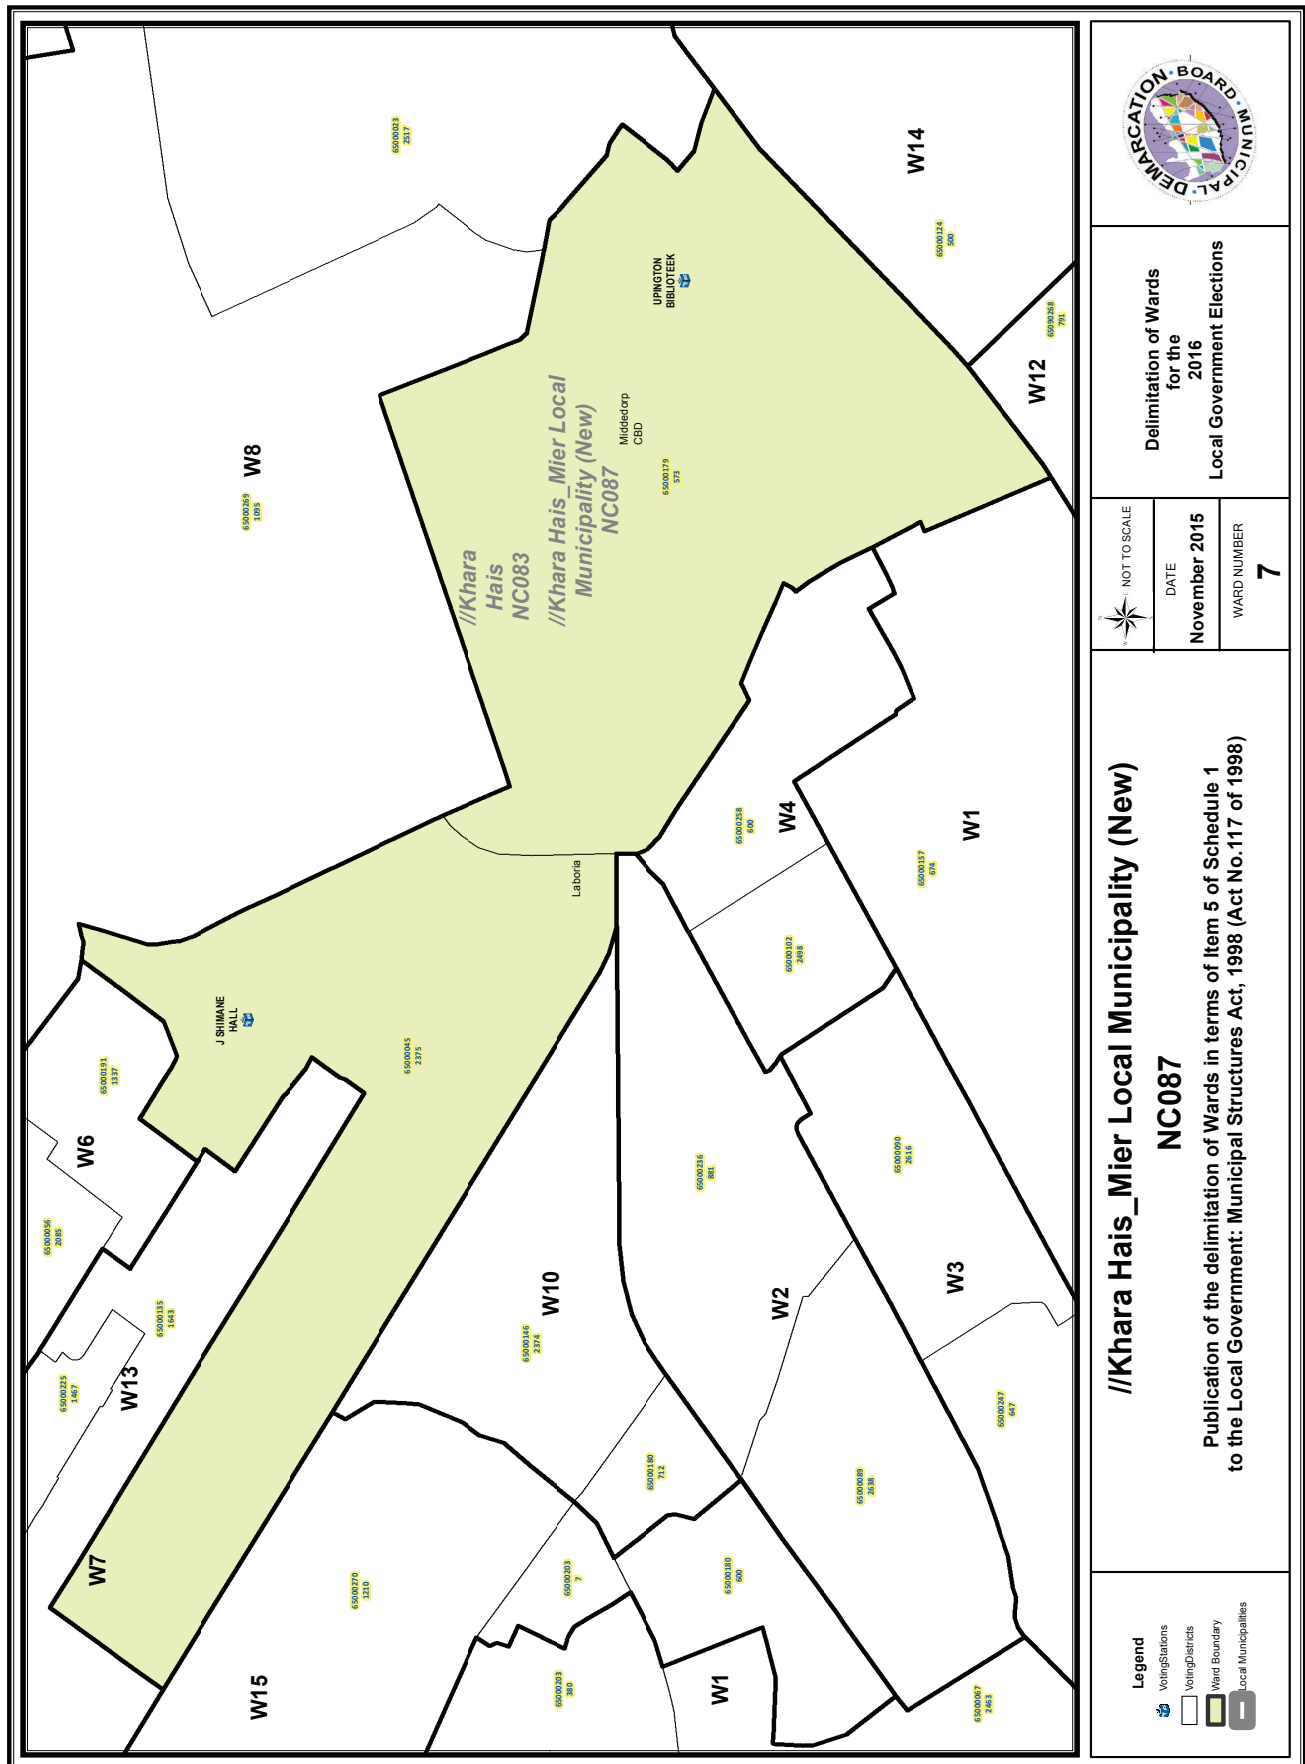 65000023
2517
W14
65000124
500
65090268
791
W12
UPINGTON
BIBLIOTEEK
Middedorp
CBD
65000179
573
W8
65000269
1095
//Khara
Hais
NC083
//Khara Hais_Mier Local
Municipality (New)
NC087
Laboria
65000258
600
W4
65000102
2498
65000157
674
W1
J SHIMANE
HALL
65000045
2375
65000191
1337
W6
65000056
2085
65000135
1643
65000225
1467
W13
W7
W10
65000146
2374
65000236
881
W2
65000090
2616
W3
65000247
647
65000089
2638
65000180
712
65000180
600
65000203
7
65000270
1210
W15
65000203
380
W1
65000067
2463
Legend
VotingStations
VotingDistricts
Ward Boundary
Local Municipalities
//Khara Hais_Mier Local Municipality (New)
NC087
Publication of the delimitation of Wards in terms of Item 5 of Schedule 1
to the Local Government: Municipal Structures Act, 1998 (Act No.117 of 1998)
N
W
E
S
NOT TO SCALE
DATE
November 2015
WARD NUMBER
7
Delimitation of Wards
for the
2016
Local Government Elections
MUNICIPAL • DEMARCATION • BOARD •